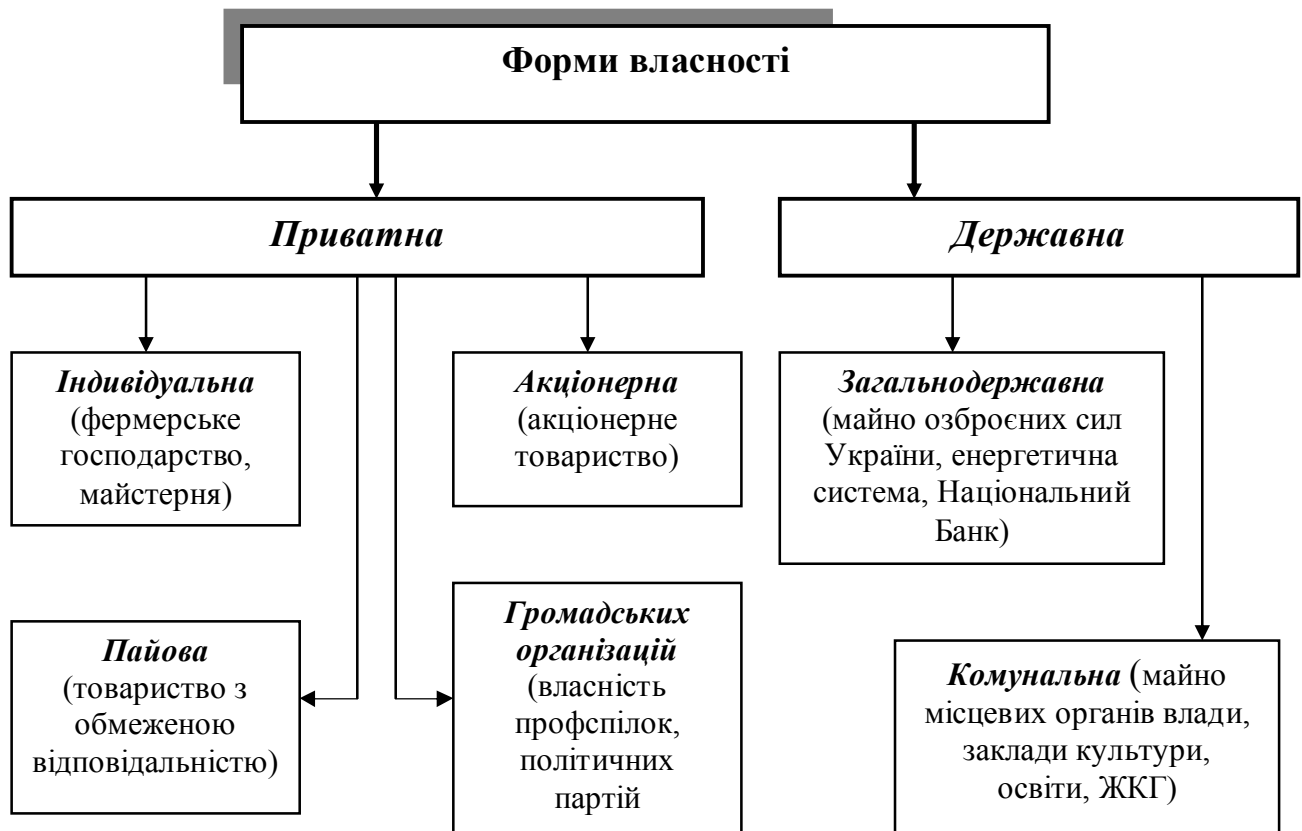 Форми власності
Приватна
Державна
Індивідуальна
(фермерське
господарство,
майстерня)
Акціонерна
(акціонерне
товариство)
Загальнодержавна
(майно озброєних сил
України, енергетична
система, Національний
Банк)
Пайова
(товариство з
обмеженою
відповідальністю)
Громадських
організацій
(власність
профспілок,
політичних
партій
Комунальна (майно
місцевих органів влади,
заклади культури,
освіти, ЖКГ)